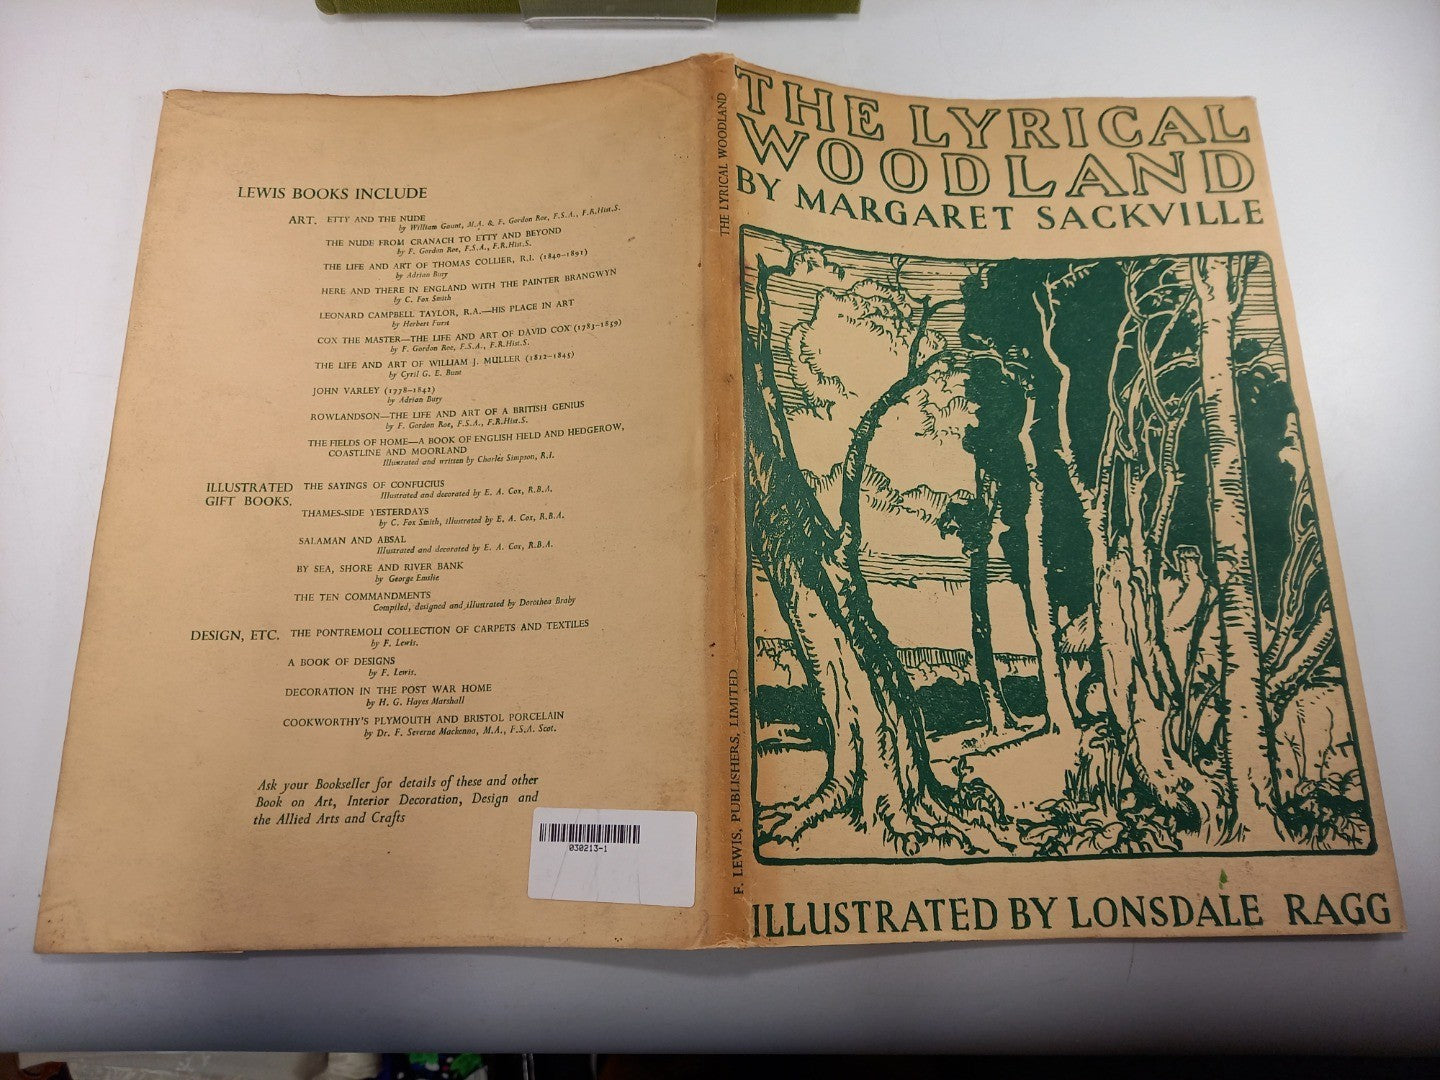 LEWIS BOOKS INCLUDE
ART. ETTY AND THE NUDE
by William Gaunt, M.A. & F. Gordon Roe, F.S.A., F.R.Hist.S.
THE NUDE FROM CRANACH TO ETTY AND BEYOND
by F. Gordon Roe, F.S.A., F.R.Hist.S.
THE LIFE AND ART OF THOMAS COLLIER, R.I. (1840-1891)
by Adrian Bury
HERE AND THERE IN ENGLAND WITH THE PAINTER BRANGWYN
by C. Fox Smith
LEONARD CAMPBELL TAYLOR, R.A.—HIS PLACE IN ART
by Herbert Furst
COX THE MASTER—THE LIFE AND ART OF DAVID COX (1783-1859)
by F. Gordon Roe, F.S.A., F.R.Hist.S.
THE LIFE AND ART OF WILLIAM J. MULLER (1812-1845)
by Cyril G. E. Bunt
JOHN VARLEY (1778-1842)
by Adrian Bury
ROWLANDSON—THE LIFE AND ART OF A BRITISH GENIUS
by F. Gordon Roe, F.S.A., F.R.Hist.S.
THE FIELDS OF HOME—A BOOK OF ENGLISH FIELD AND HEDGEROW,
COASTLINE AND MOORLAND
Illustrated and written by Charles Simpson, R.I.
ILLUSTRATED GIFT BOOKS. THE SAYINGS OF CONFUCIUS
Illustrated and decorated by E. A. Cox, R.B.A.
THAMES-SIDE YESTERDAYS
by C. Fox Smith, illustrated by E. A. Cox, R.B.A.
SALAMAN AND ABSAL
Illustrated and decorated by E. A. Cox, R.B.A.
BY SEA, SHORE AND RIVER BANK
by George Emslie
THE TEN COMMANDMENTS
Compiled, designed and illustrated by Dorothea Braby
DESIGN, ETC. THE PONTREMOLI COLLECTION OF CARPETS AND TEXTILES
by F. Lewis.
A BOOK OF DESIGNS
by F. Lewis.
DECORATION IN THE POST WAR HOME
by H. G. Hayes Marshall
COOKWORTHY'S PLYMOUTH AND BRISTOL PORCELAIN
by Dr. F. Severne Mackenna, M.A., F.S.A. Scot.
Ask your Bookseller for details of these and other
Book on Art, Interior Decoration, Design and
the Allied Arts and Crafts
030213-1
THE LYRICAL WOODLAND
F. LEWIS, PUBLISHERS, LIMITED
THE LYRICAL
WOODLAND
BY MARGARET SACKVILLE
ILLUSTRATED BY LONSDALE RAGG